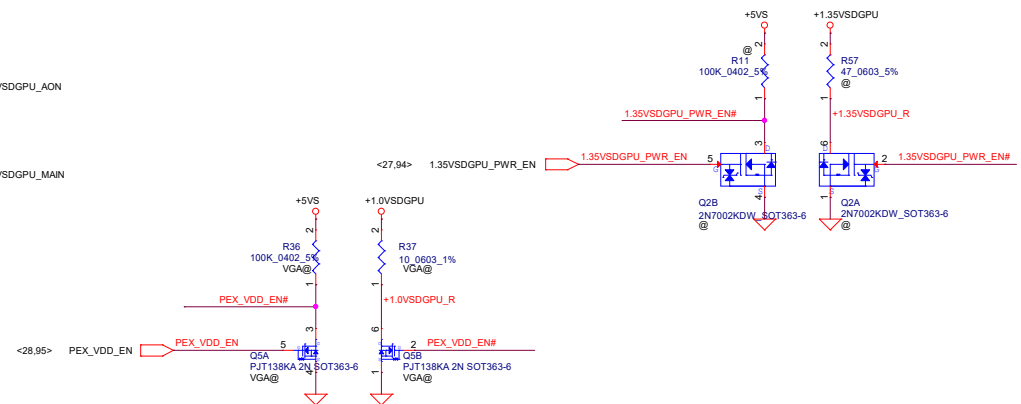 +5VS
+1.35VSDGPU
2
@
2
R11
100K_0402_5%
R57
47_0603_5%
@
1
1
VSDGPU_AON
1.35VSDGPU_PWR_EN#
+1.35VSDGPU_R
3
D
6
D
<27,94>
1.35VSDGPU_PWR_EN
1.35VSDGPU_PWR_EN
5
G
2
G
1.35VSDGPU_PWR_EN#
VSDGPU_MAIN
S
4
S
1
Q2B
2N7002KDW_SOT363-6
@
Q2A
2N7002KDW_SOT363-6
@
+5VS
+1.0VSDGPU
2
2
R36
100K_0402_5%
VGA@
R37
10_0603_1%
VGA@
1
1
PEX_VDD_EN#
+1.0VSDGPU_R
3
6
<28,95>
PEX_VDD_EN
PEX_VDD_EN
5
2
PEX_VDD_EN#
Q5A
PJT138KA 2N SOT363-6
VGA@
4
Q5B
PJT138KA 2N SOT363-6
VGA@
1